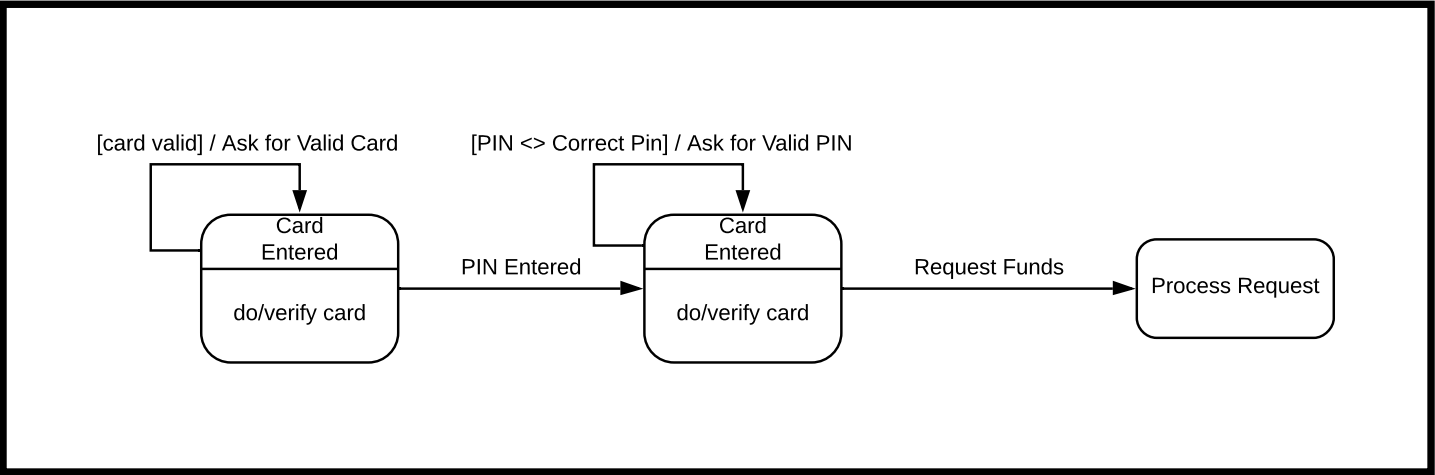 [card valid] / Ask for Valid Card
[PIN <> Correct Pin] / Ask for Valid PIN
Card
Entered
do/verify card
PIN Entered
Card
Entered
do/verify card
Request Funds
Process Request